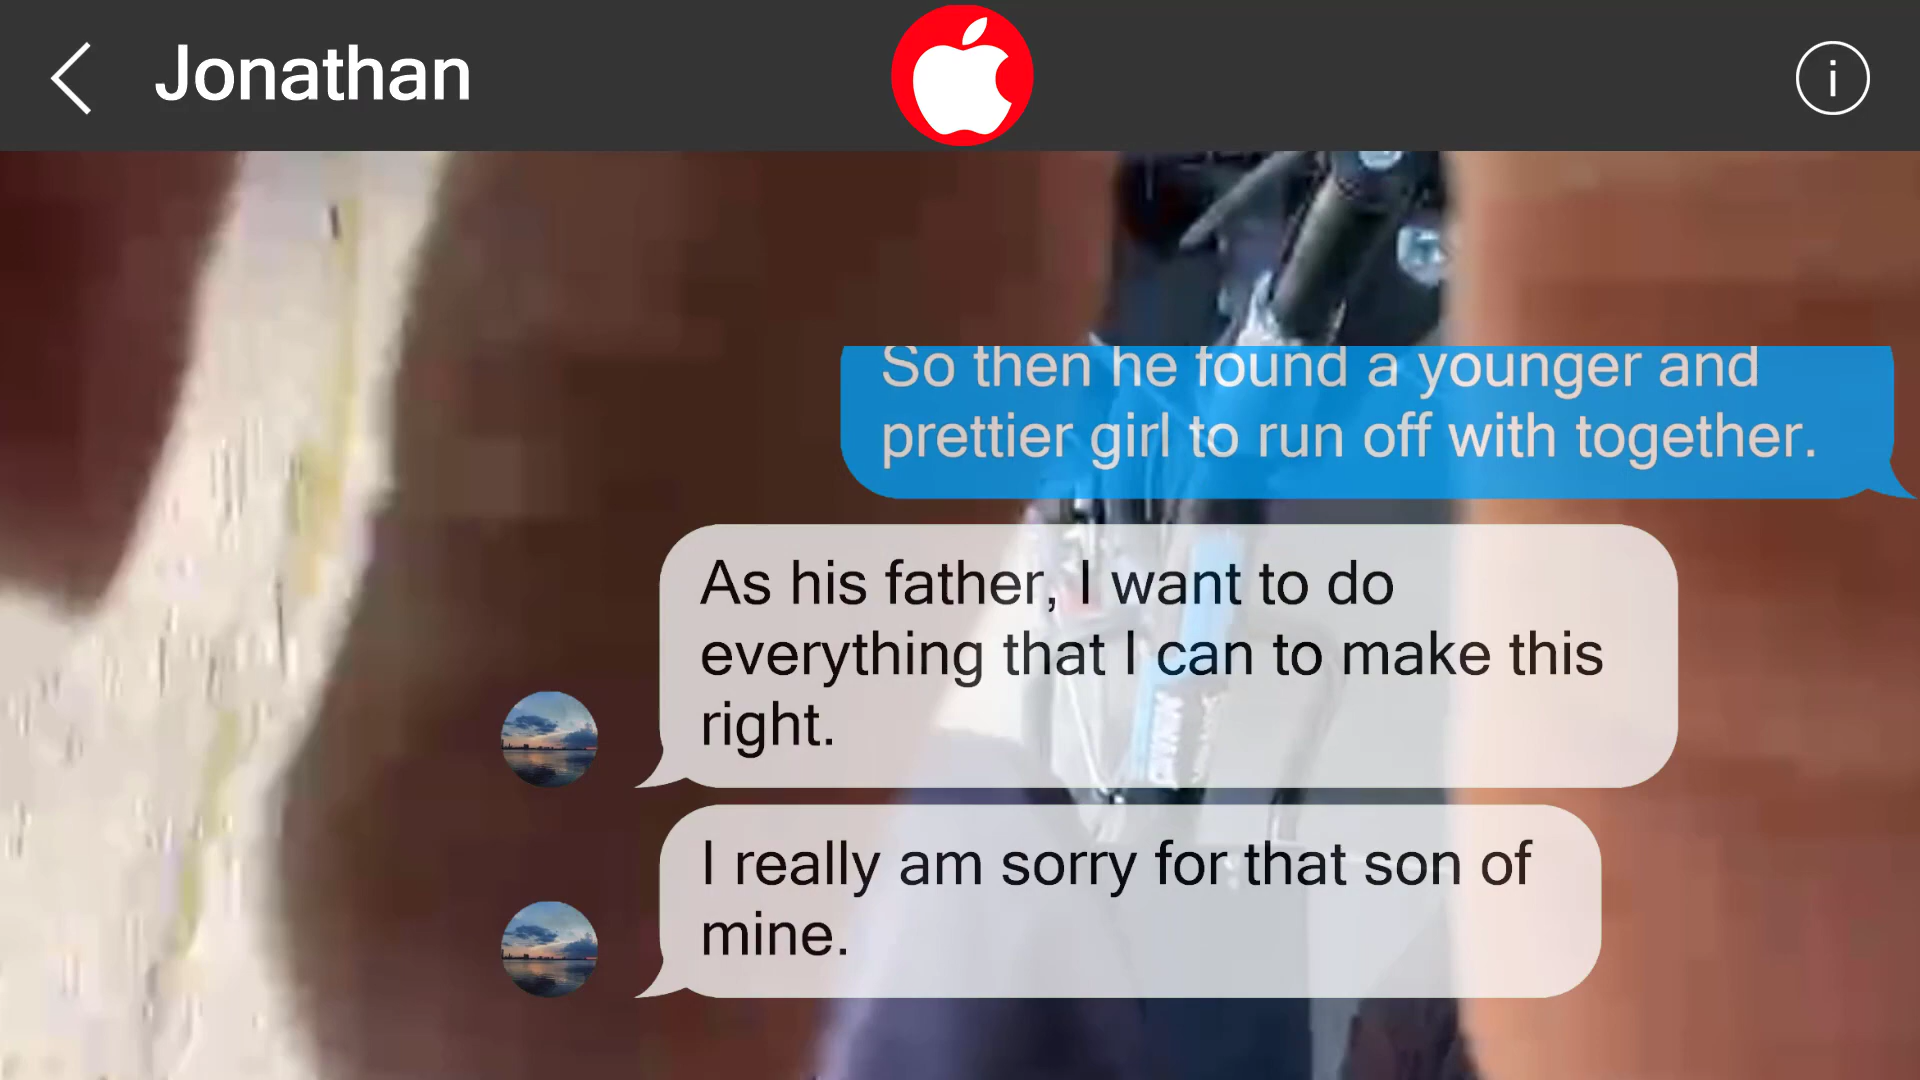 Jonathan
i
So then he found a younger and
prettier girl to run off with together.
As his father, I want to do
everything that I can to make this
right.
I really am sorry for that son of
mine.